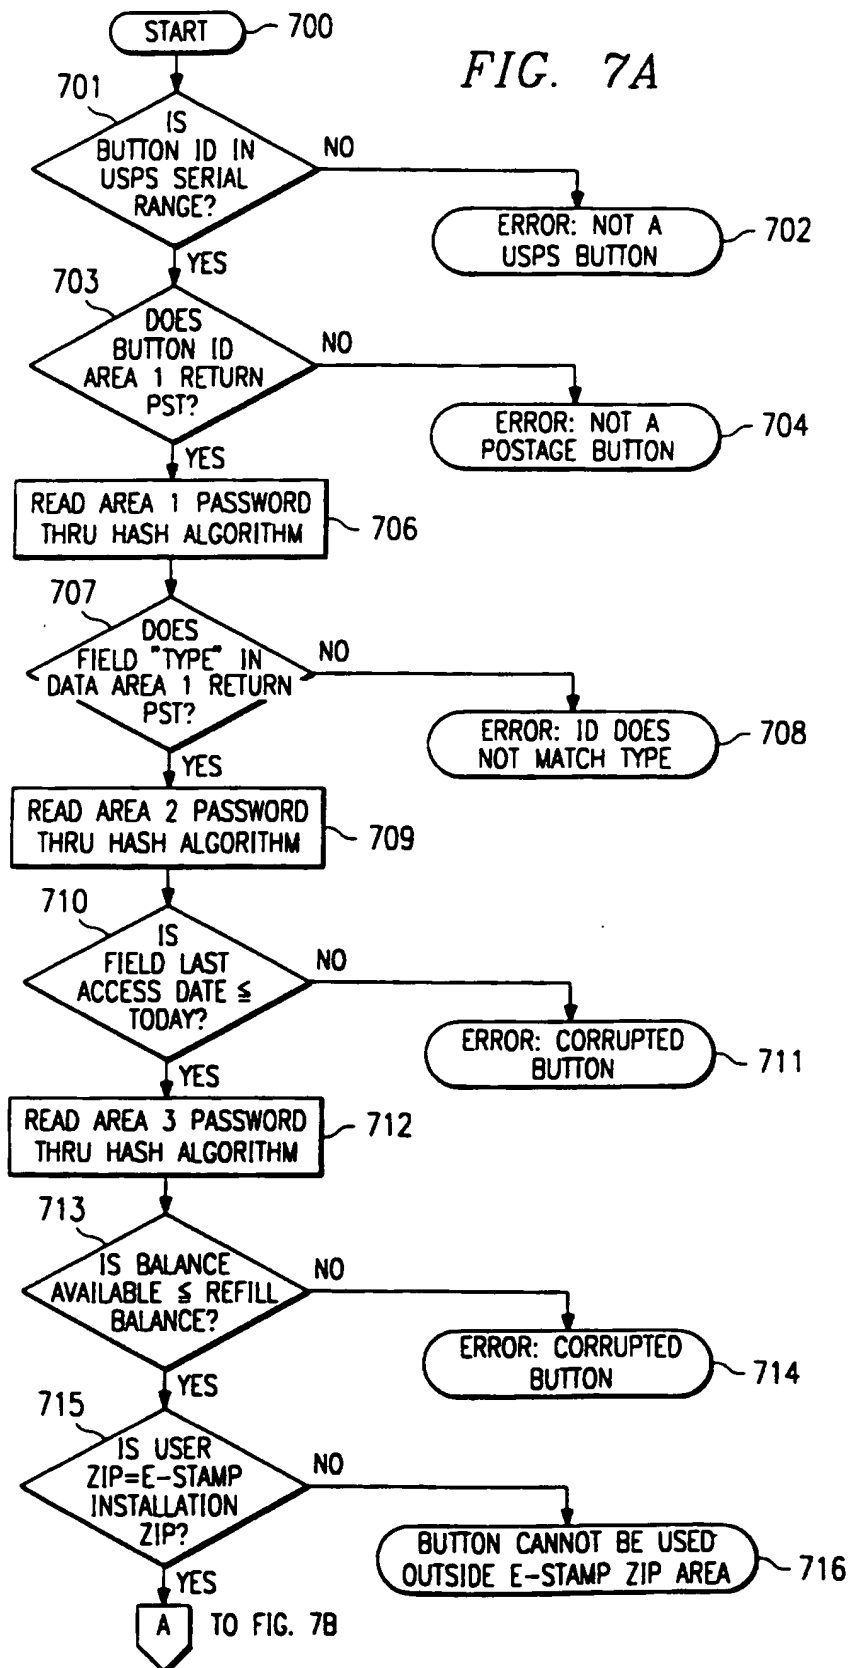 START
700
FIG. 7A
701
IS
BUTTON ID IN
USPS SERIAL
RANGE?
NO
ERROR: NOT A
USPS BUTTON
702
YES
703
DOES
BUTTON ID
AREA 1 RETURN
PST?
NO
ERROR: NOT A
POSTAGE BUTTON
704
YES
READ AREA 1 PASSWORD
THRU HASH ALGORITHM
706
707
DOES
FIELD "TYPE" IN
DATA AREA 1 RETURN
PST?
NO
ERROR: ID DOES
NOT MATCH TYPE
708
YES
READ AREA 2 PASSWORD
THRU HASH ALGORITHM
709
710
IS
FIELD LAST
ACCESS DATE ≦
TODAY?
NO
ERROR: CORRUPTED
BUTTON
711
YES
READ AREA 3 PASSWORD
THRU HASH ALGORITHM
712
713
IS BALANCE
AVAILABLE ≦ REFILL
BALANCE?
NO
ERROR: CORRUPTED
BUTTON
714
YES
715
IS USER
ZIP=E-STAMP
INSTALLATION
ZIP?
NO
BUTTON CANNOT BE USED
OUTSIDE E-STAMP ZIP AREA
716
YES
A
TO FIG. 7B